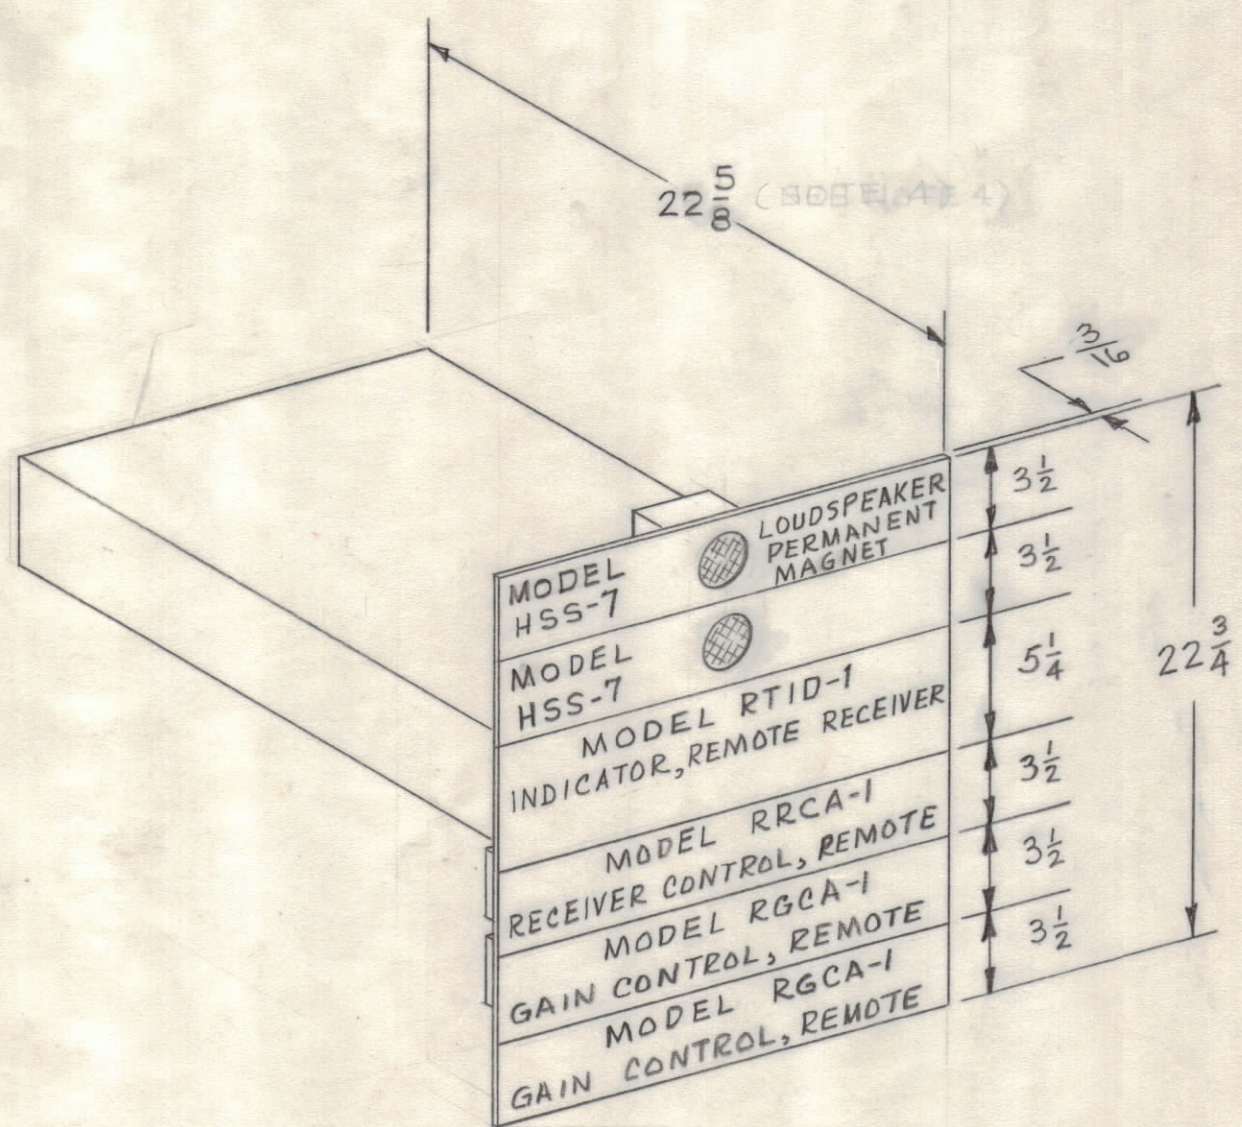 22 5/8
3/16
3 1/2
3 1/2
5 1/4
22 3/4
3 1/2
3 1/2
3 1/2
MODEL
HSS-7
LOUDSPEAKER
PERMANENT
MAGNET
MODEL
HSS-7
MODEL RTID-1
INDICATOR, REMOTE RECEIVER
MODEL RRCA-1
RECEIVER CONTROL, REMOTE
MODEL RGCA-1
GAIN CONTROL, REMOTE
MODEL RGCA-1
GAIN CONTROL, REMOTE